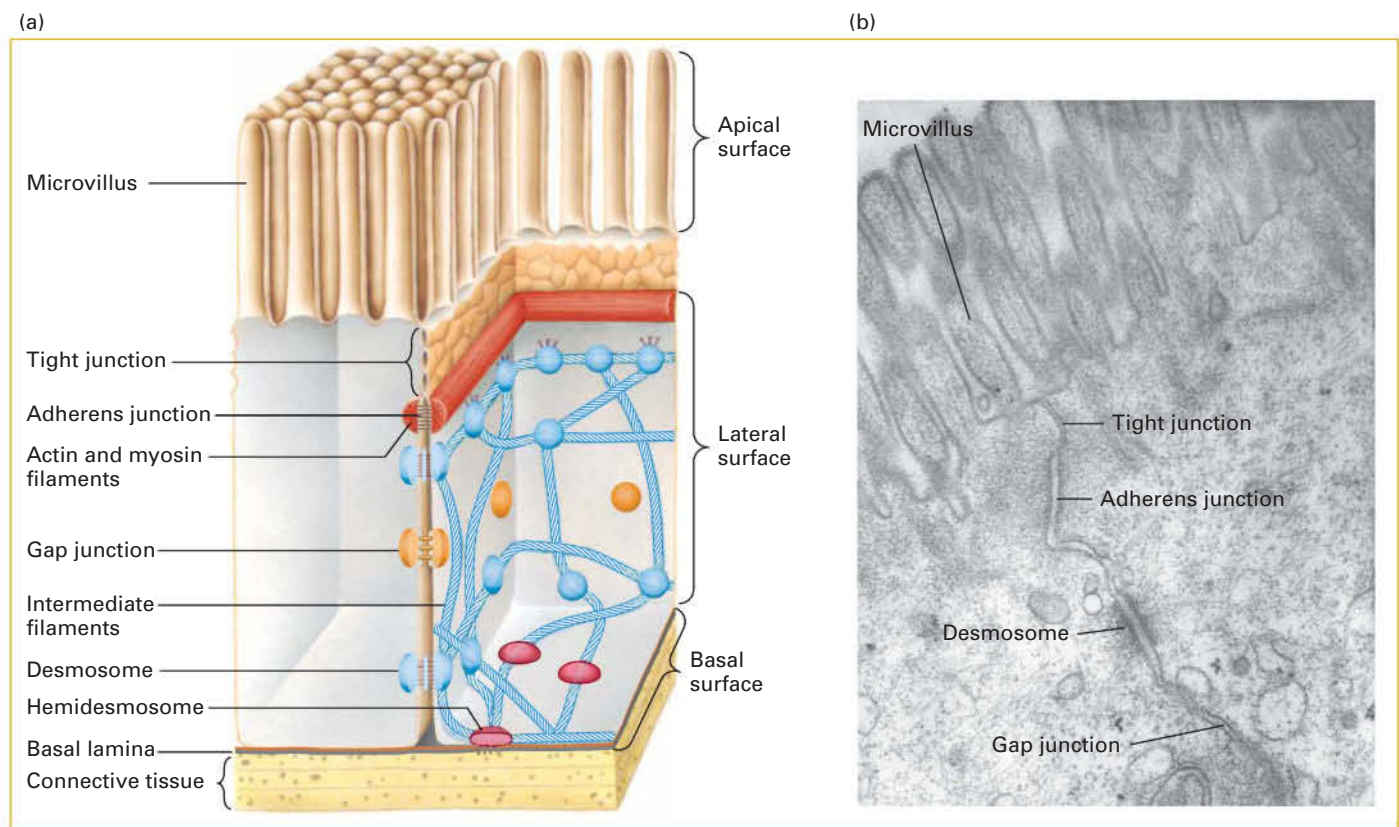 (a)
Microvillus
Tight junction
Adherens junction
Actin and myosin
filaments
Gap junction
Intermediate
filaments
Desmosome
Hemidesmosome
Basal lamina
Connective tissue
Apical
surface
Lateral
surface
Basal
surface
(b)
Microvillus
Tight junction
Adherens junction
Desmosome
Gap junction